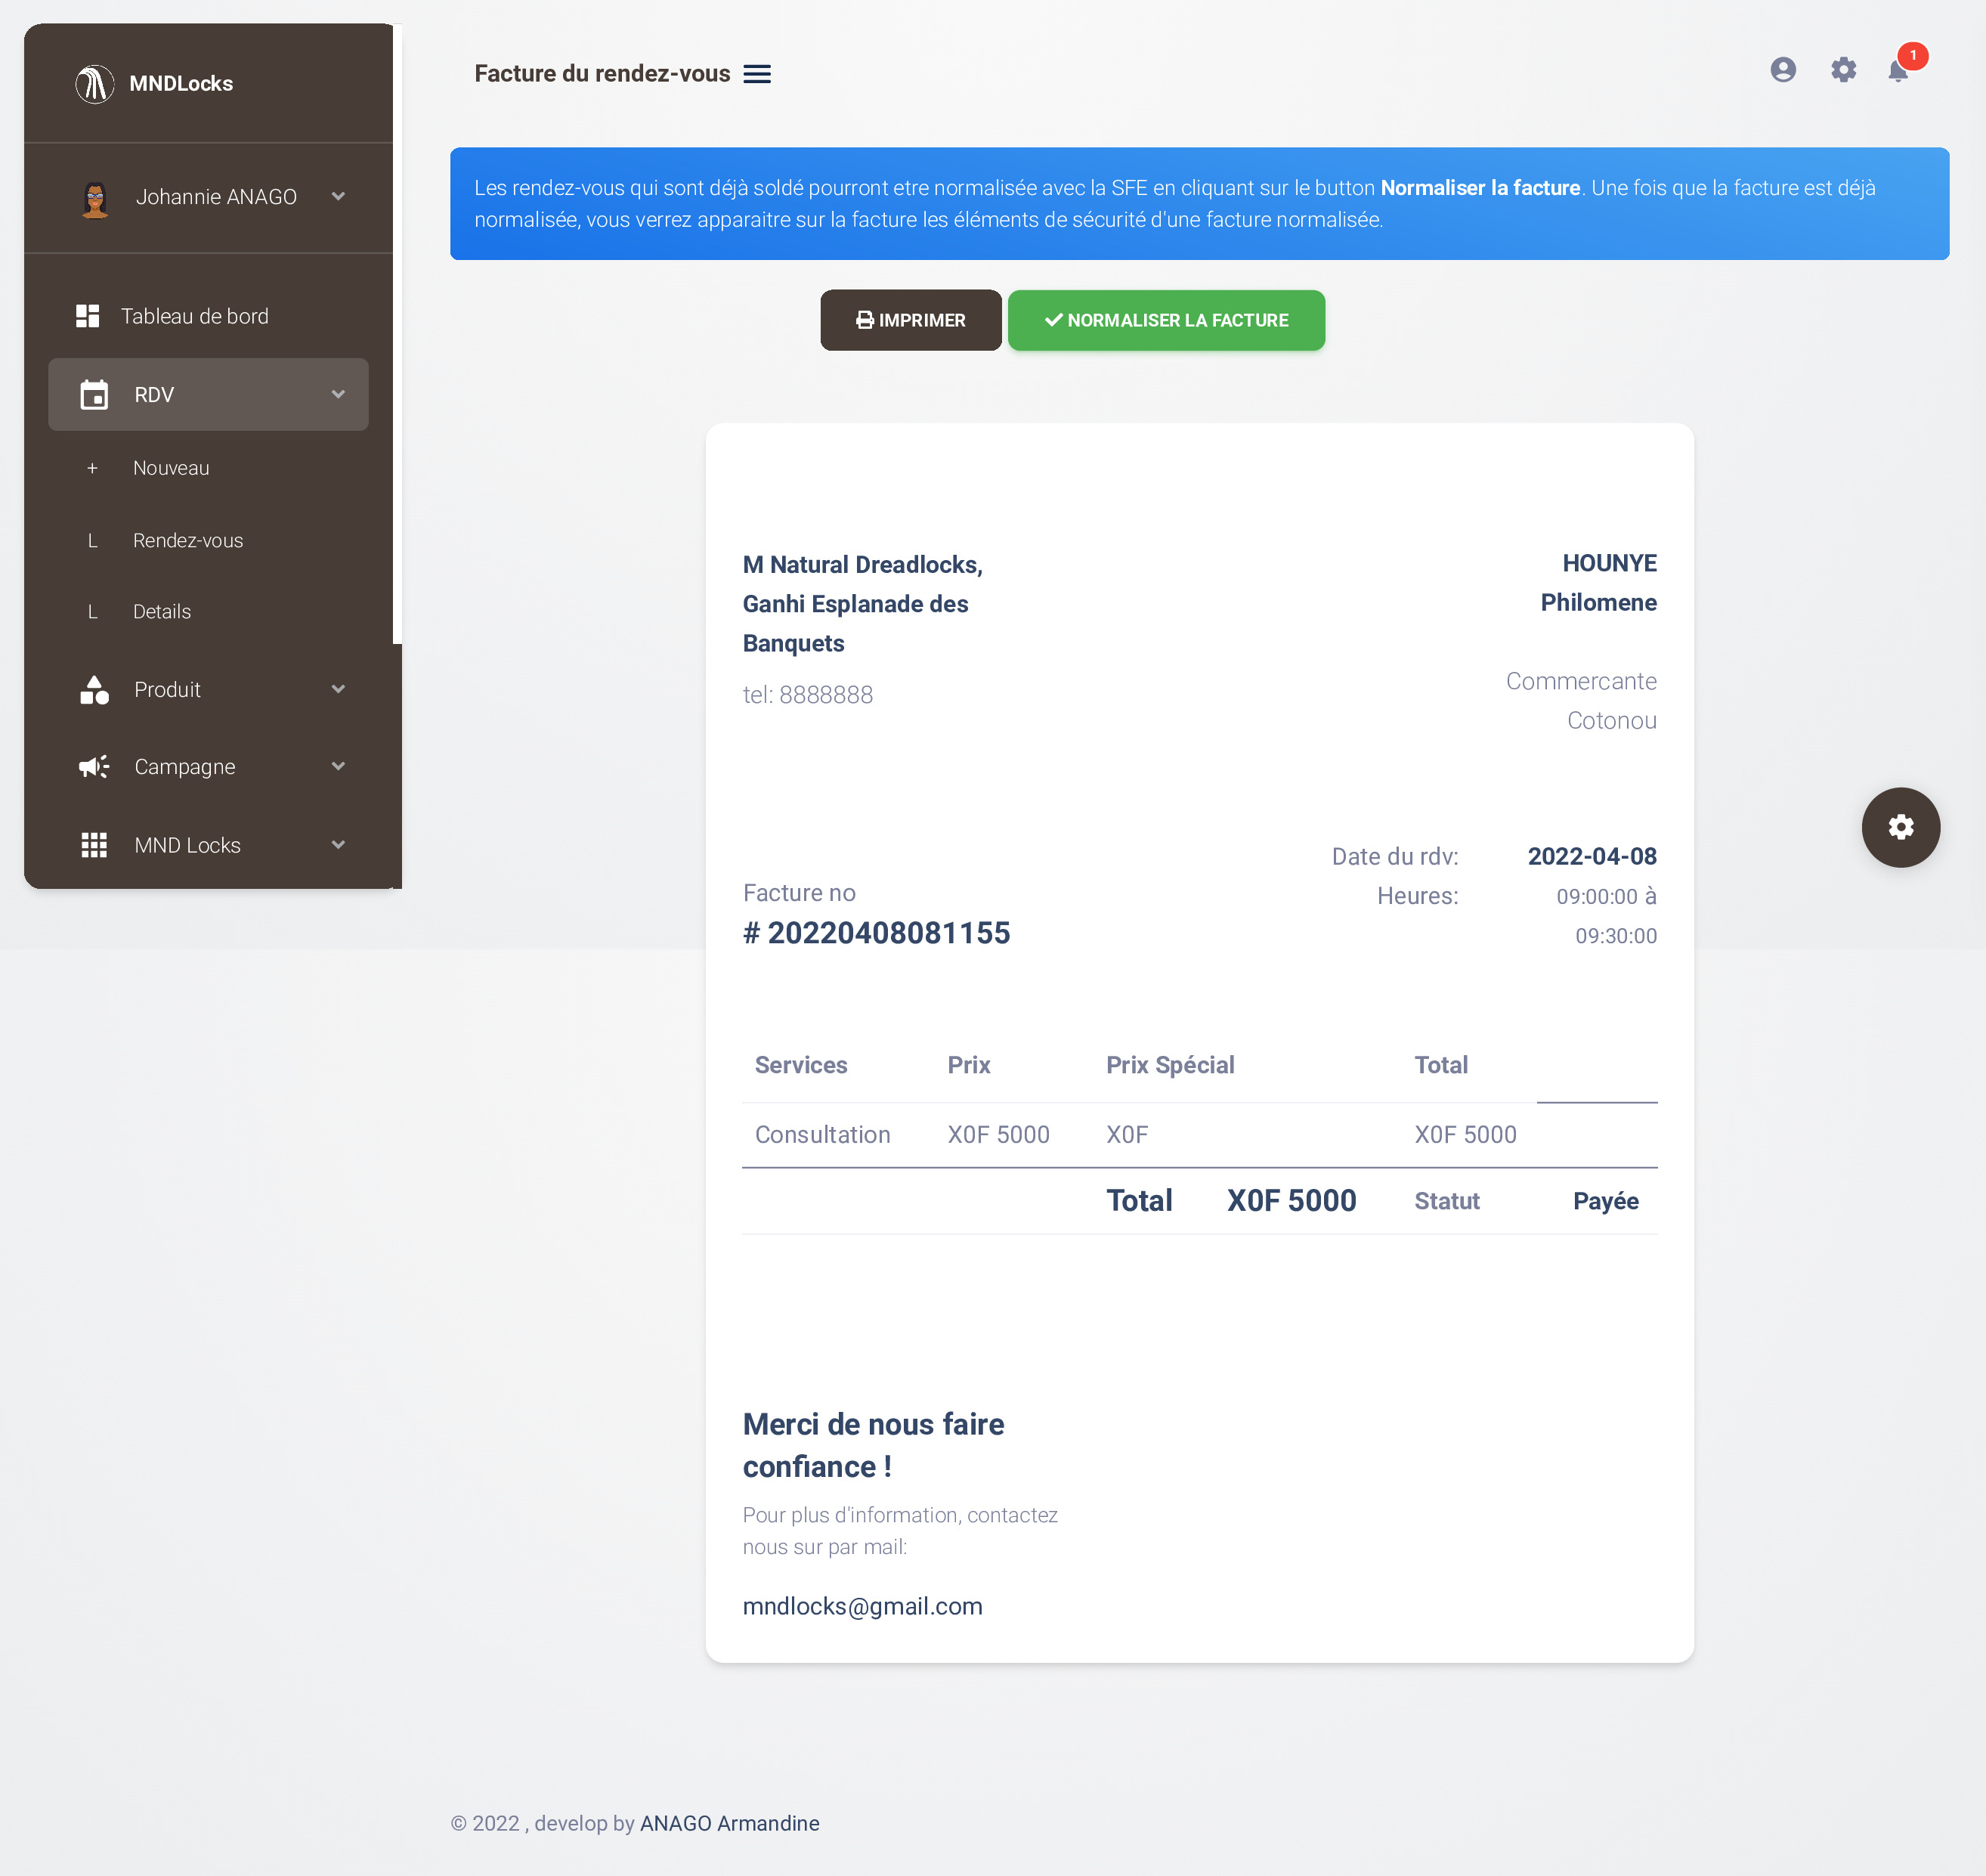 MNDLocks
Johannie ANAGO
Tableau de bord
RDV
+ Nouveau
L Rendez-vous
L Details
Produit
Campagne
MND Locks
Facture du rendez-vous
1
Les rendez-vous qui sont déjà soldé pourront etre normalisée avec la SFE en cliquant sur le button Normaliser la facture. Une fois que la facture est déjà
normalisée, vous verrez apparaitre sur la facture les éléments de sécurité d'une facture normalisée.
IMPRIMER
NORMALISER LA FACTURE
M Natural Dreadlocks,
Ganhi Esplanade des
Banquets
tel: 8888888
HOUNYE
Philomene
Commercante
Cotonou
Facture no
# 20220408081155
Date du rdv: 2022-04-08
Heures: 09:00:00 à
09:30:00
Services Prix Prix Spécial Total
Consultation X0F 5000 X0F X0F 5000
Total X0F 5000 Statut Payée
Merci de nous faire
confiance !
Pour plus d'information, contactez
nous sur par mail:
mndlocks@gmail.com
© 2022 , develop by ANAGO Armandine